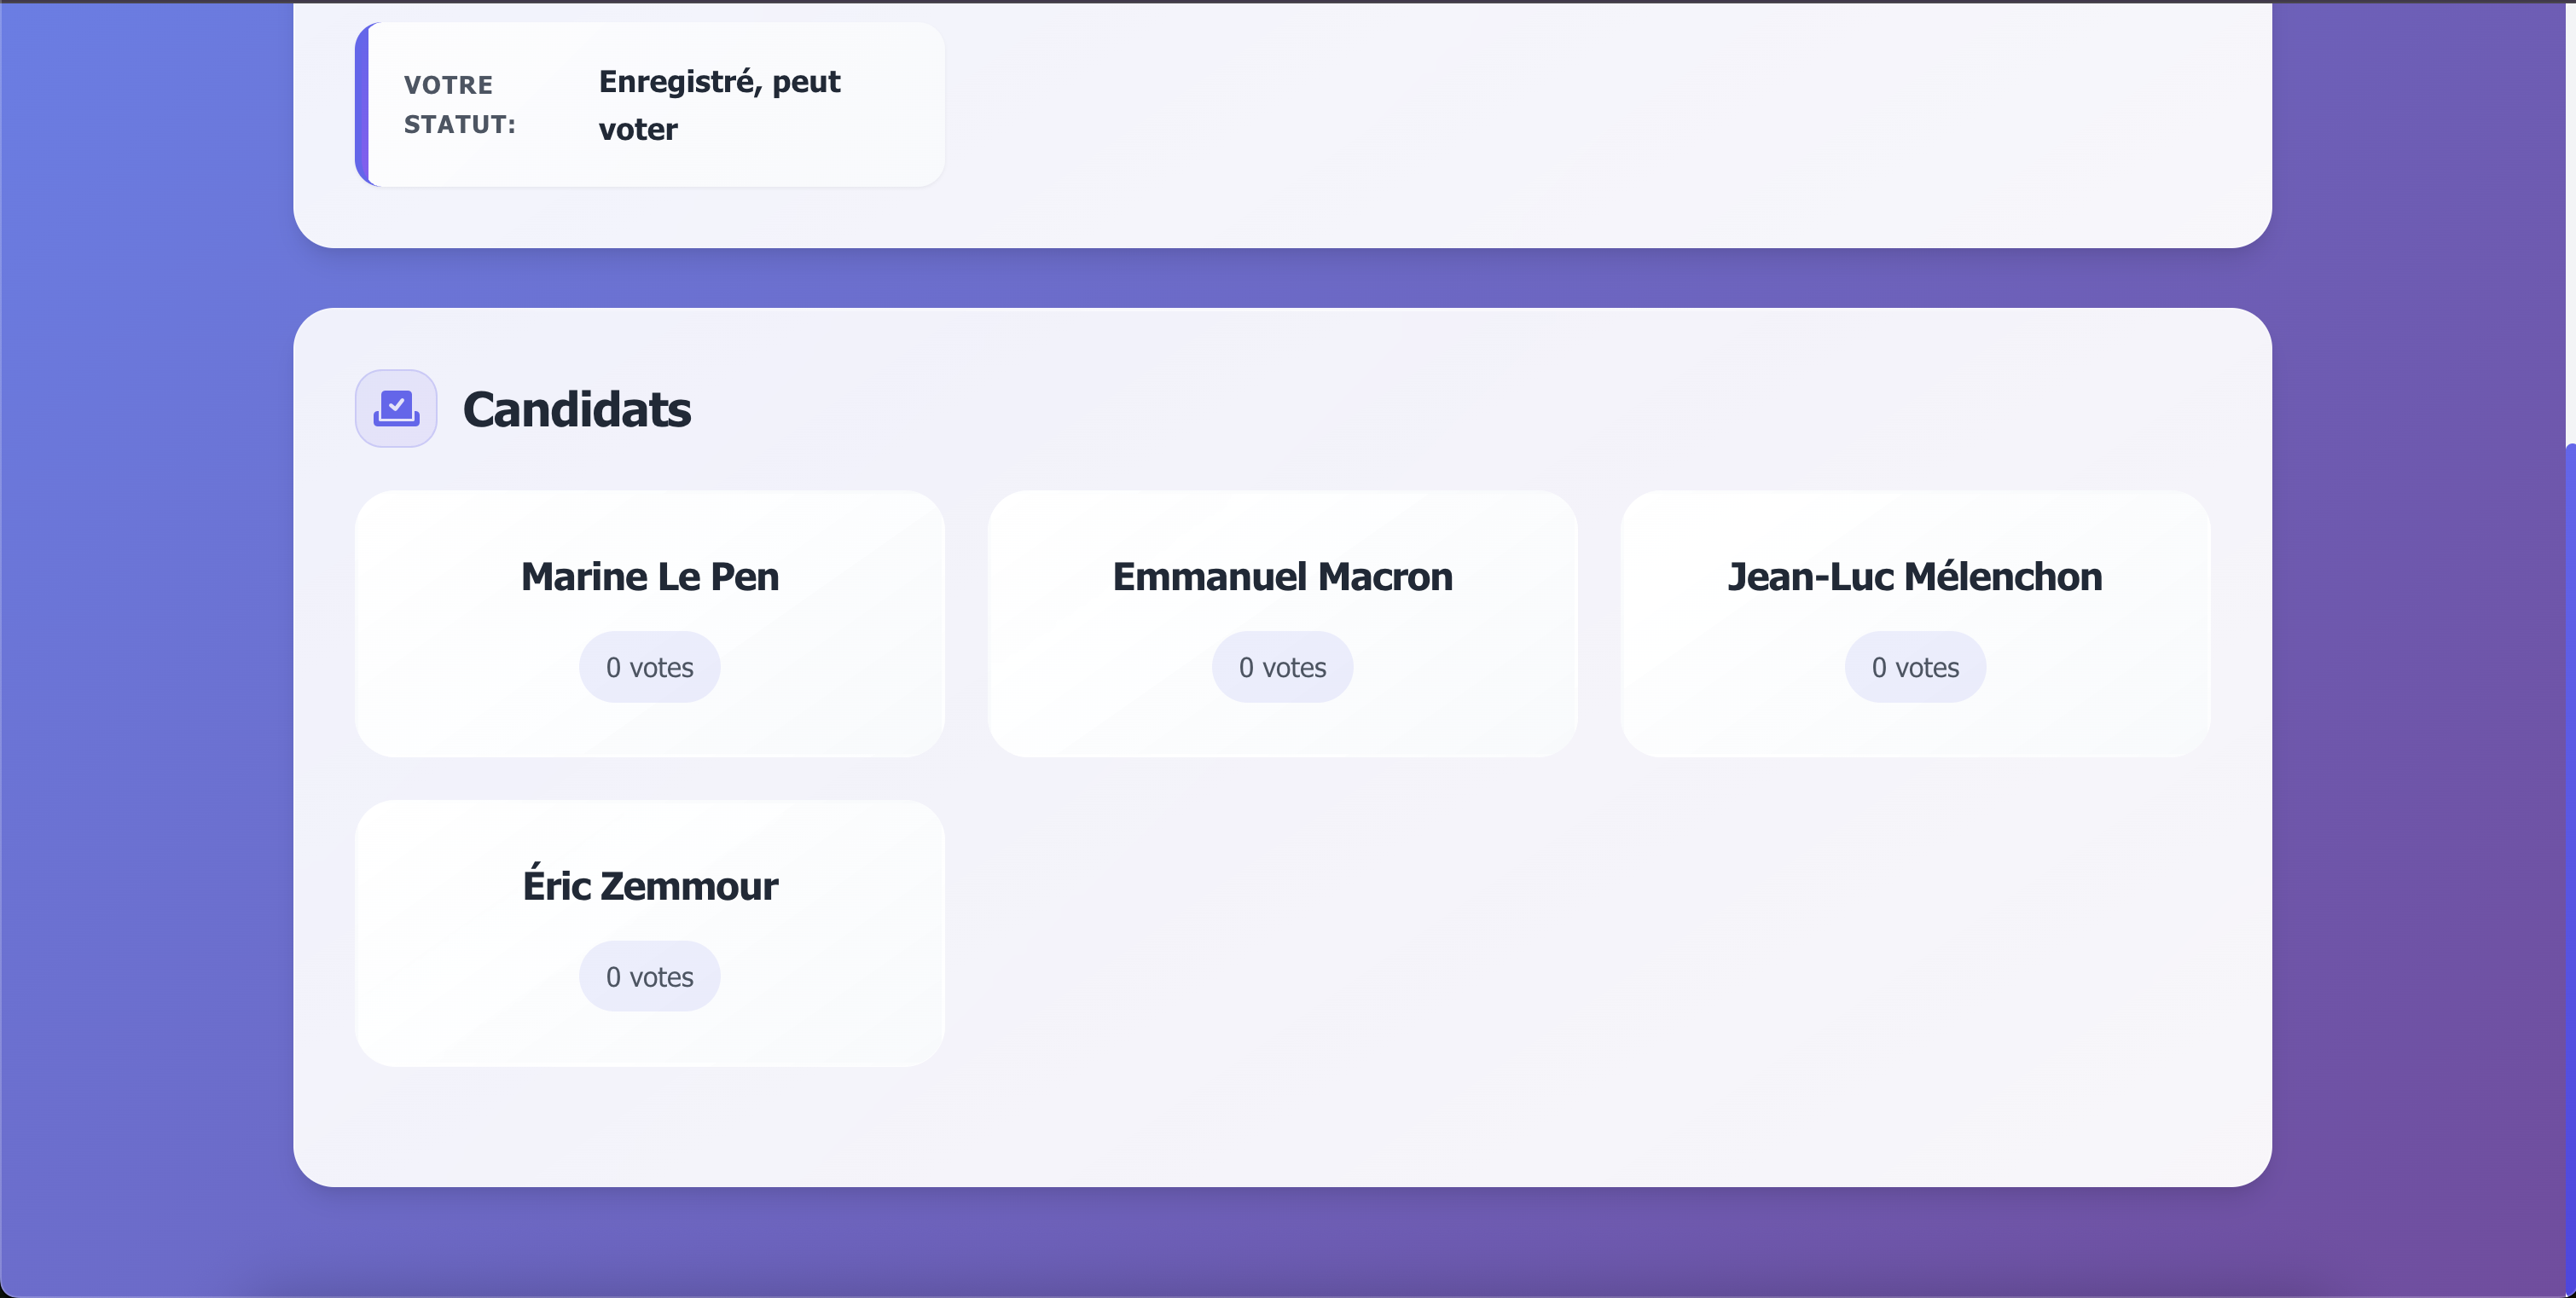 VOTRE
STATUT:
Enregistré, peut
voter
Candidats
Marine Le Pen
0 votes
Emmanuel Macron
0 votes
Jean-Luc Mélenchon
0 votes
Éric Zemmour
0 votes